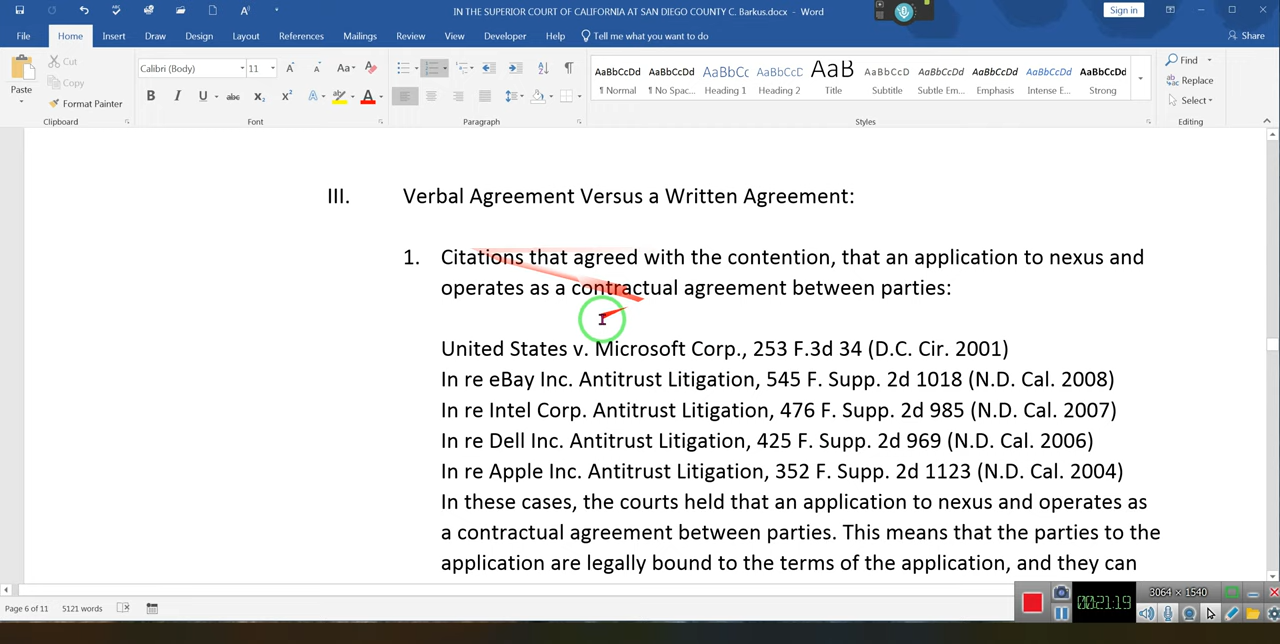 IN THE SUPERIOR COURT OF CALIFORNIA AT SAN DIEGO COUNTY C. Barkus.docx - Word
Sign in
File Home Insert Draw Design Layout References Mailings Review View Developer Help Tell me what you want to do Share
Paste
Cut
Copy
Format Painter
Clipboard
Calibri (Body) 11
Font
Paragraph
AaBbCcDd AaBbCcDd AaBbCc AaBbCcD AaB AaBbCcD AaBbCcDd AaBbCcDd AaBbCcDd AaBbCcDd
¶ Normal ¶ No Spac... Heading 1 Heading 2 Title Subtitle Subtle Em... Emphasis Intense E... Strong
Styles
Find
Replace
Select
Editing
III. Verbal Agreement Versus a Written Agreement:
1. Citations that agreed with the contention, that an application to nexus and
operates as a contractual agreement between parties:
United States v. Microsoft Corp., 253 F.3d 34 (D.C. Cir. 2001)
In re eBay Inc. Antitrust Litigation, 545 F. Supp. 2d 1018 (N.D. Cal. 2008)
In re Intel Corp. Antitrust Litigation, 476 F. Supp. 2d 985 (N.D. Cal. 2007)
In re Dell Inc. Antitrust Litigation, 425 F. Supp. 2d 969 (N.D. Cal. 2006)
In re Apple Inc. Antitrust Litigation, 352 F. Supp. 2d 1123 (N.D. Cal. 2004)
In these cases, the courts held that an application to nexus and operates as
a contractual agreement between parties. This means that the parties to the
application are legally bound to the terms of the application, and they can
Page 6 of 11 5121 words
00:21:19
3064 × 1540